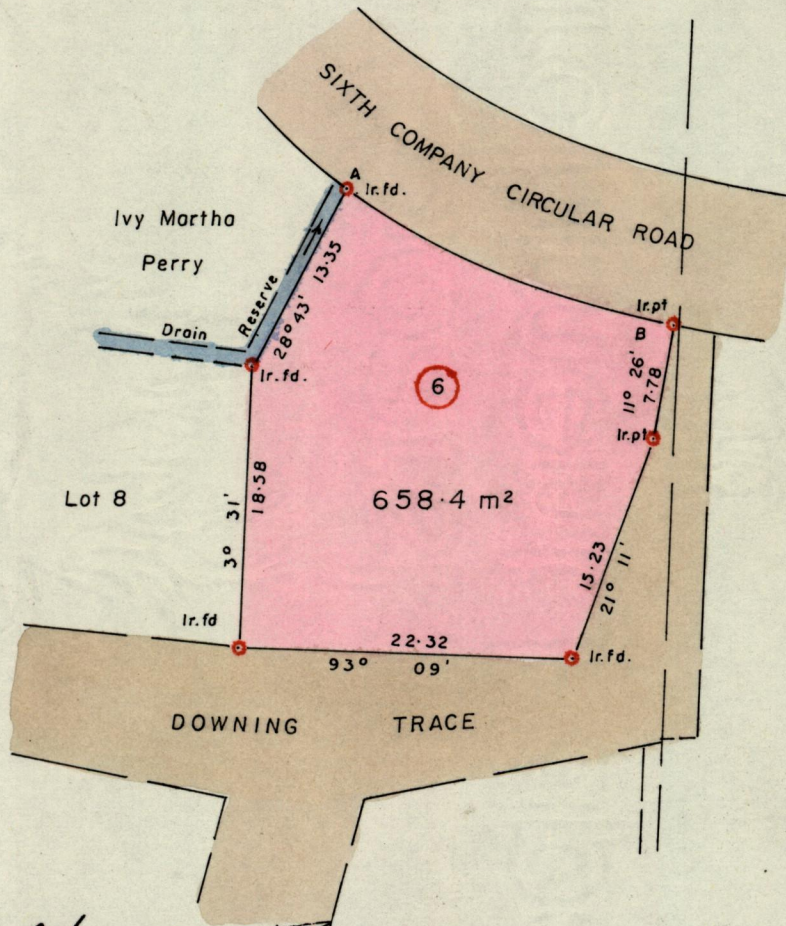 SIXTH COMPANY CIRCULAR ROAD
A
Ir.fd.
Ivy Martha
Perry
Reserve
28° 43' 13·35
Drain
Ir.fd.
Ir.pt
B
11° 26'
7·78
6
Ir.pt
Lot 8
3° 31'
18·58
658·4 m²
15·23
21° 11'
Ir.fd
22·32
93° 09'
Ir.fd.
DOWNING TRACE